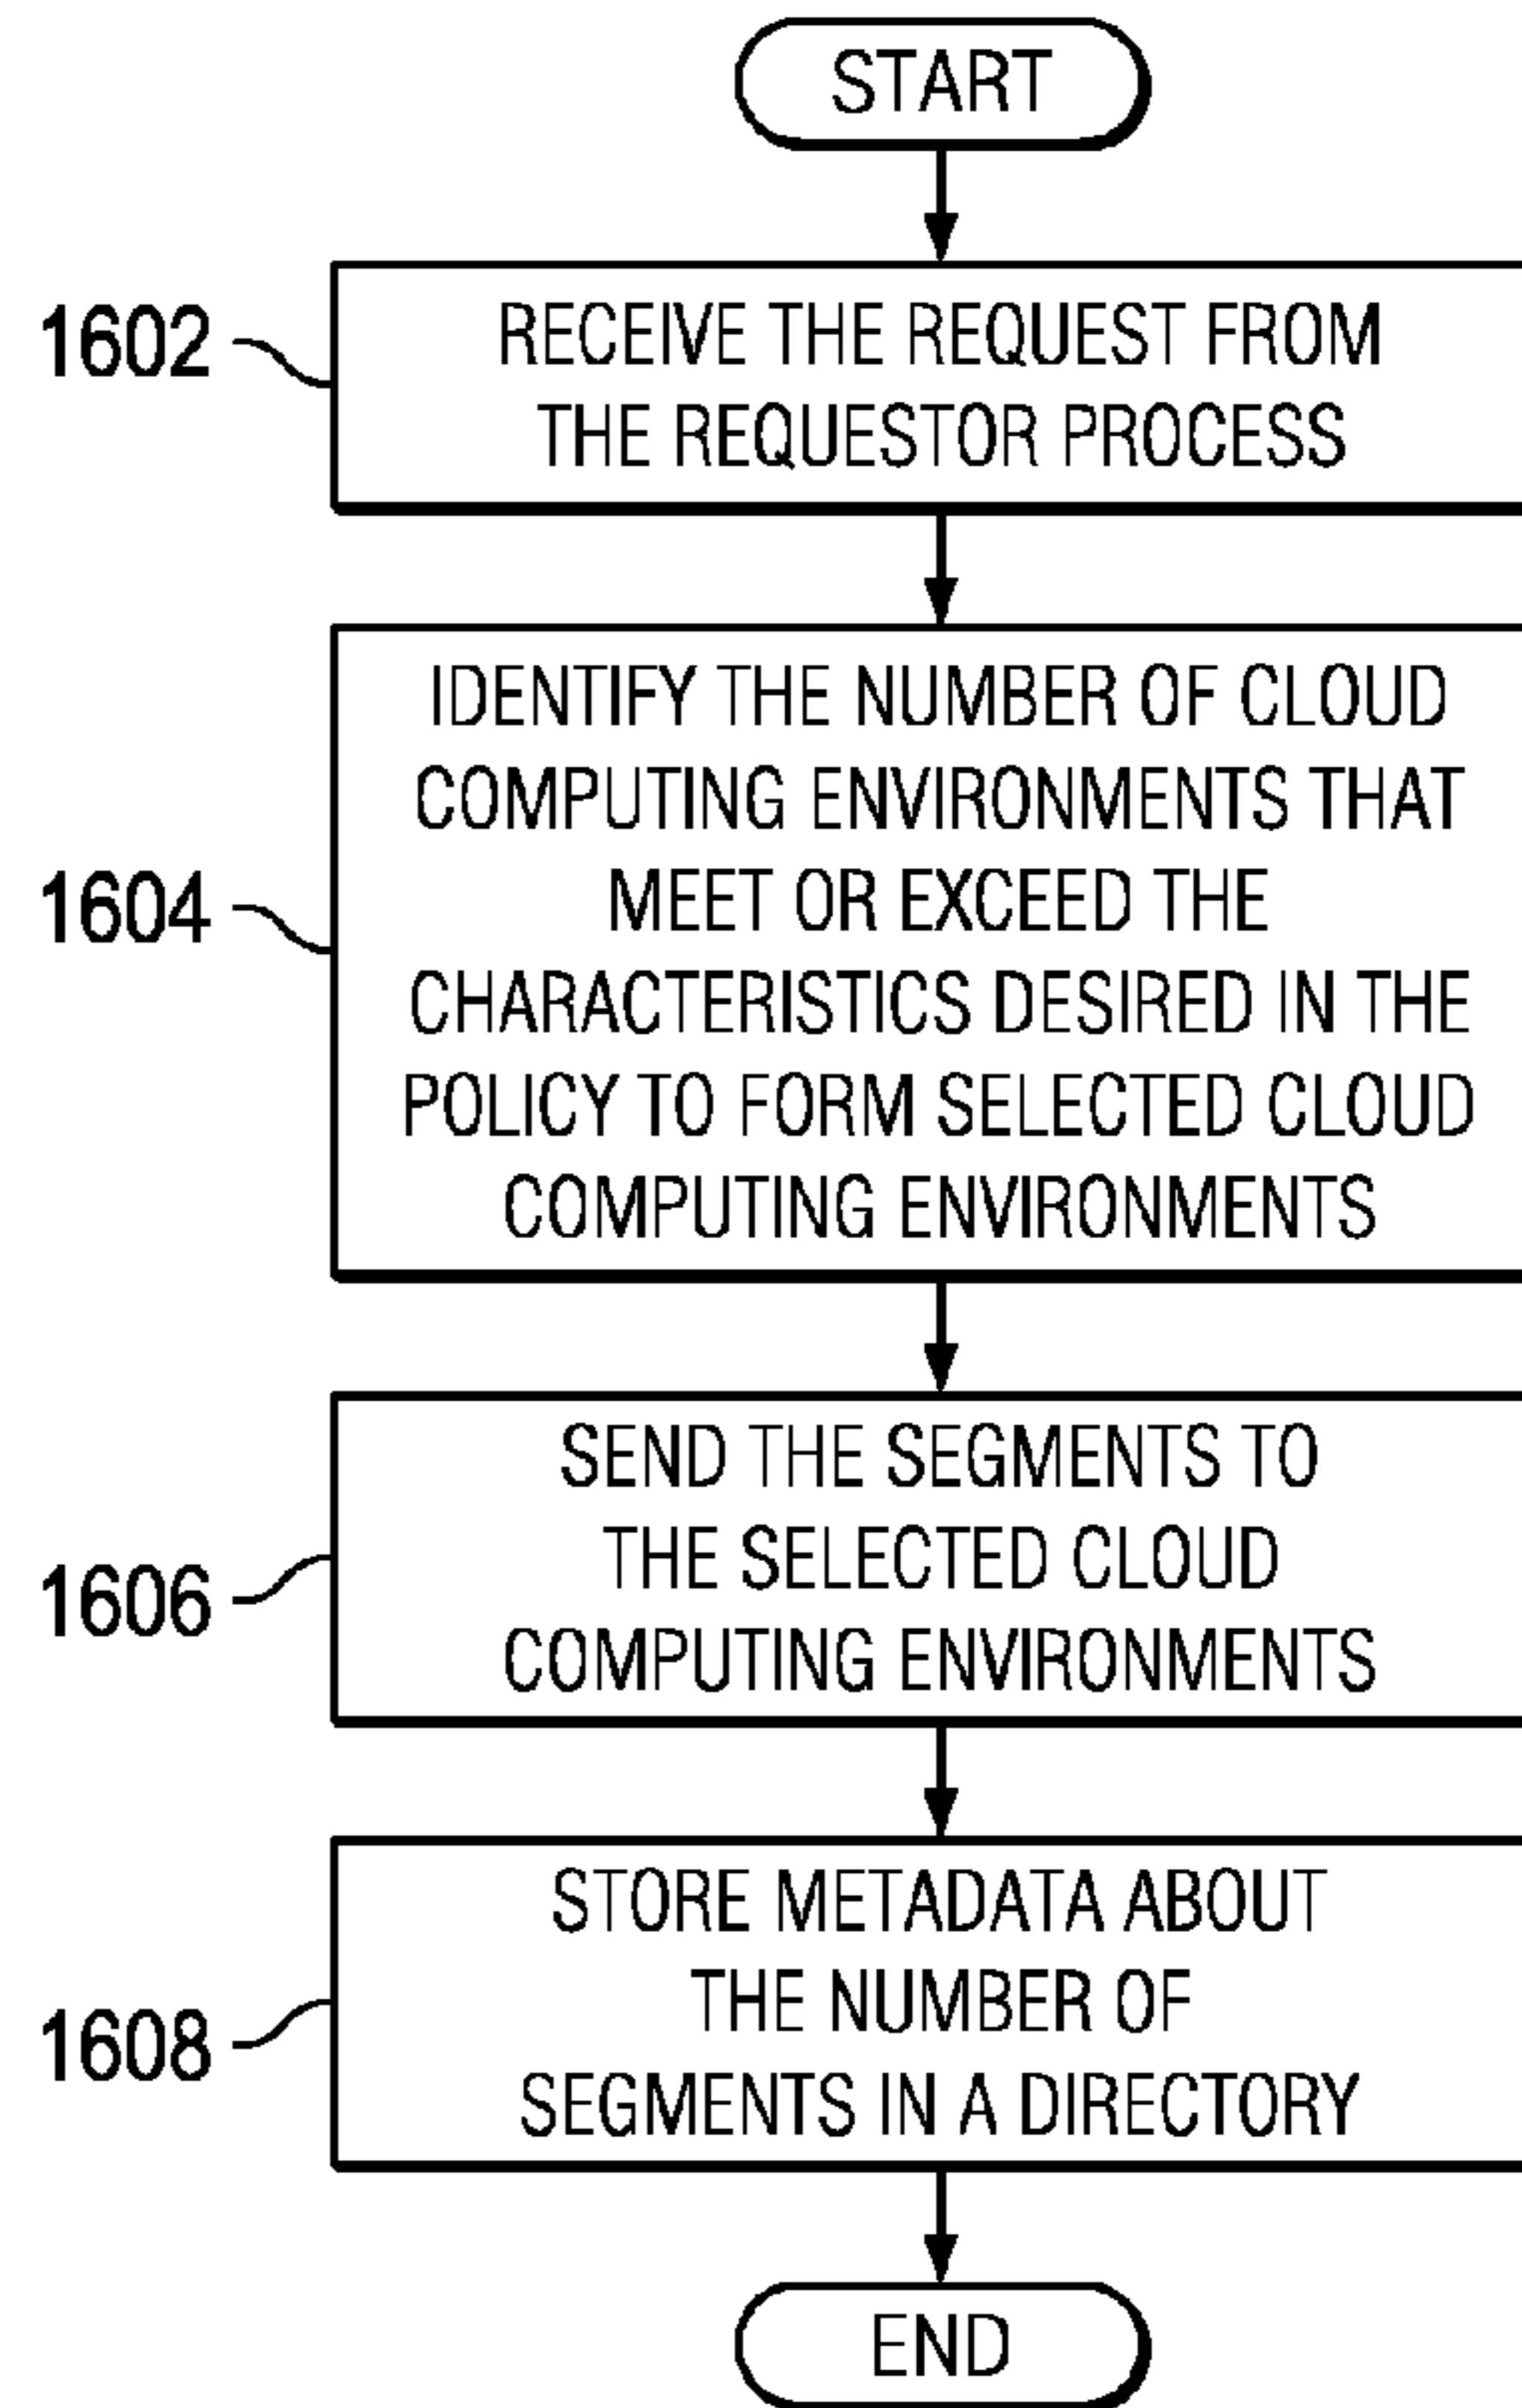 START
1602
RECEIVE THE REQUEST FROM
THE REQUESTOR PROCESS
1604
IDENTIFY THE NUMBER OF CLOUD
COMPUTING ENVIRONMENTS THAT
MEET OR EXCEED THE
CHARACTERISTICS DESIRED IN THE
POLICY TO FORM SELECTED CLOUD
COMPUTING ENVIRONMENTS
1606
SEND THE SEGMENTS TO
THE SELECTED CLOUD
COMPUTING ENVIRONMENTS
1608
STORE METADATA ABOUT
THE NUMBER OF
SEGMENTS IN A DIRECTORY
END